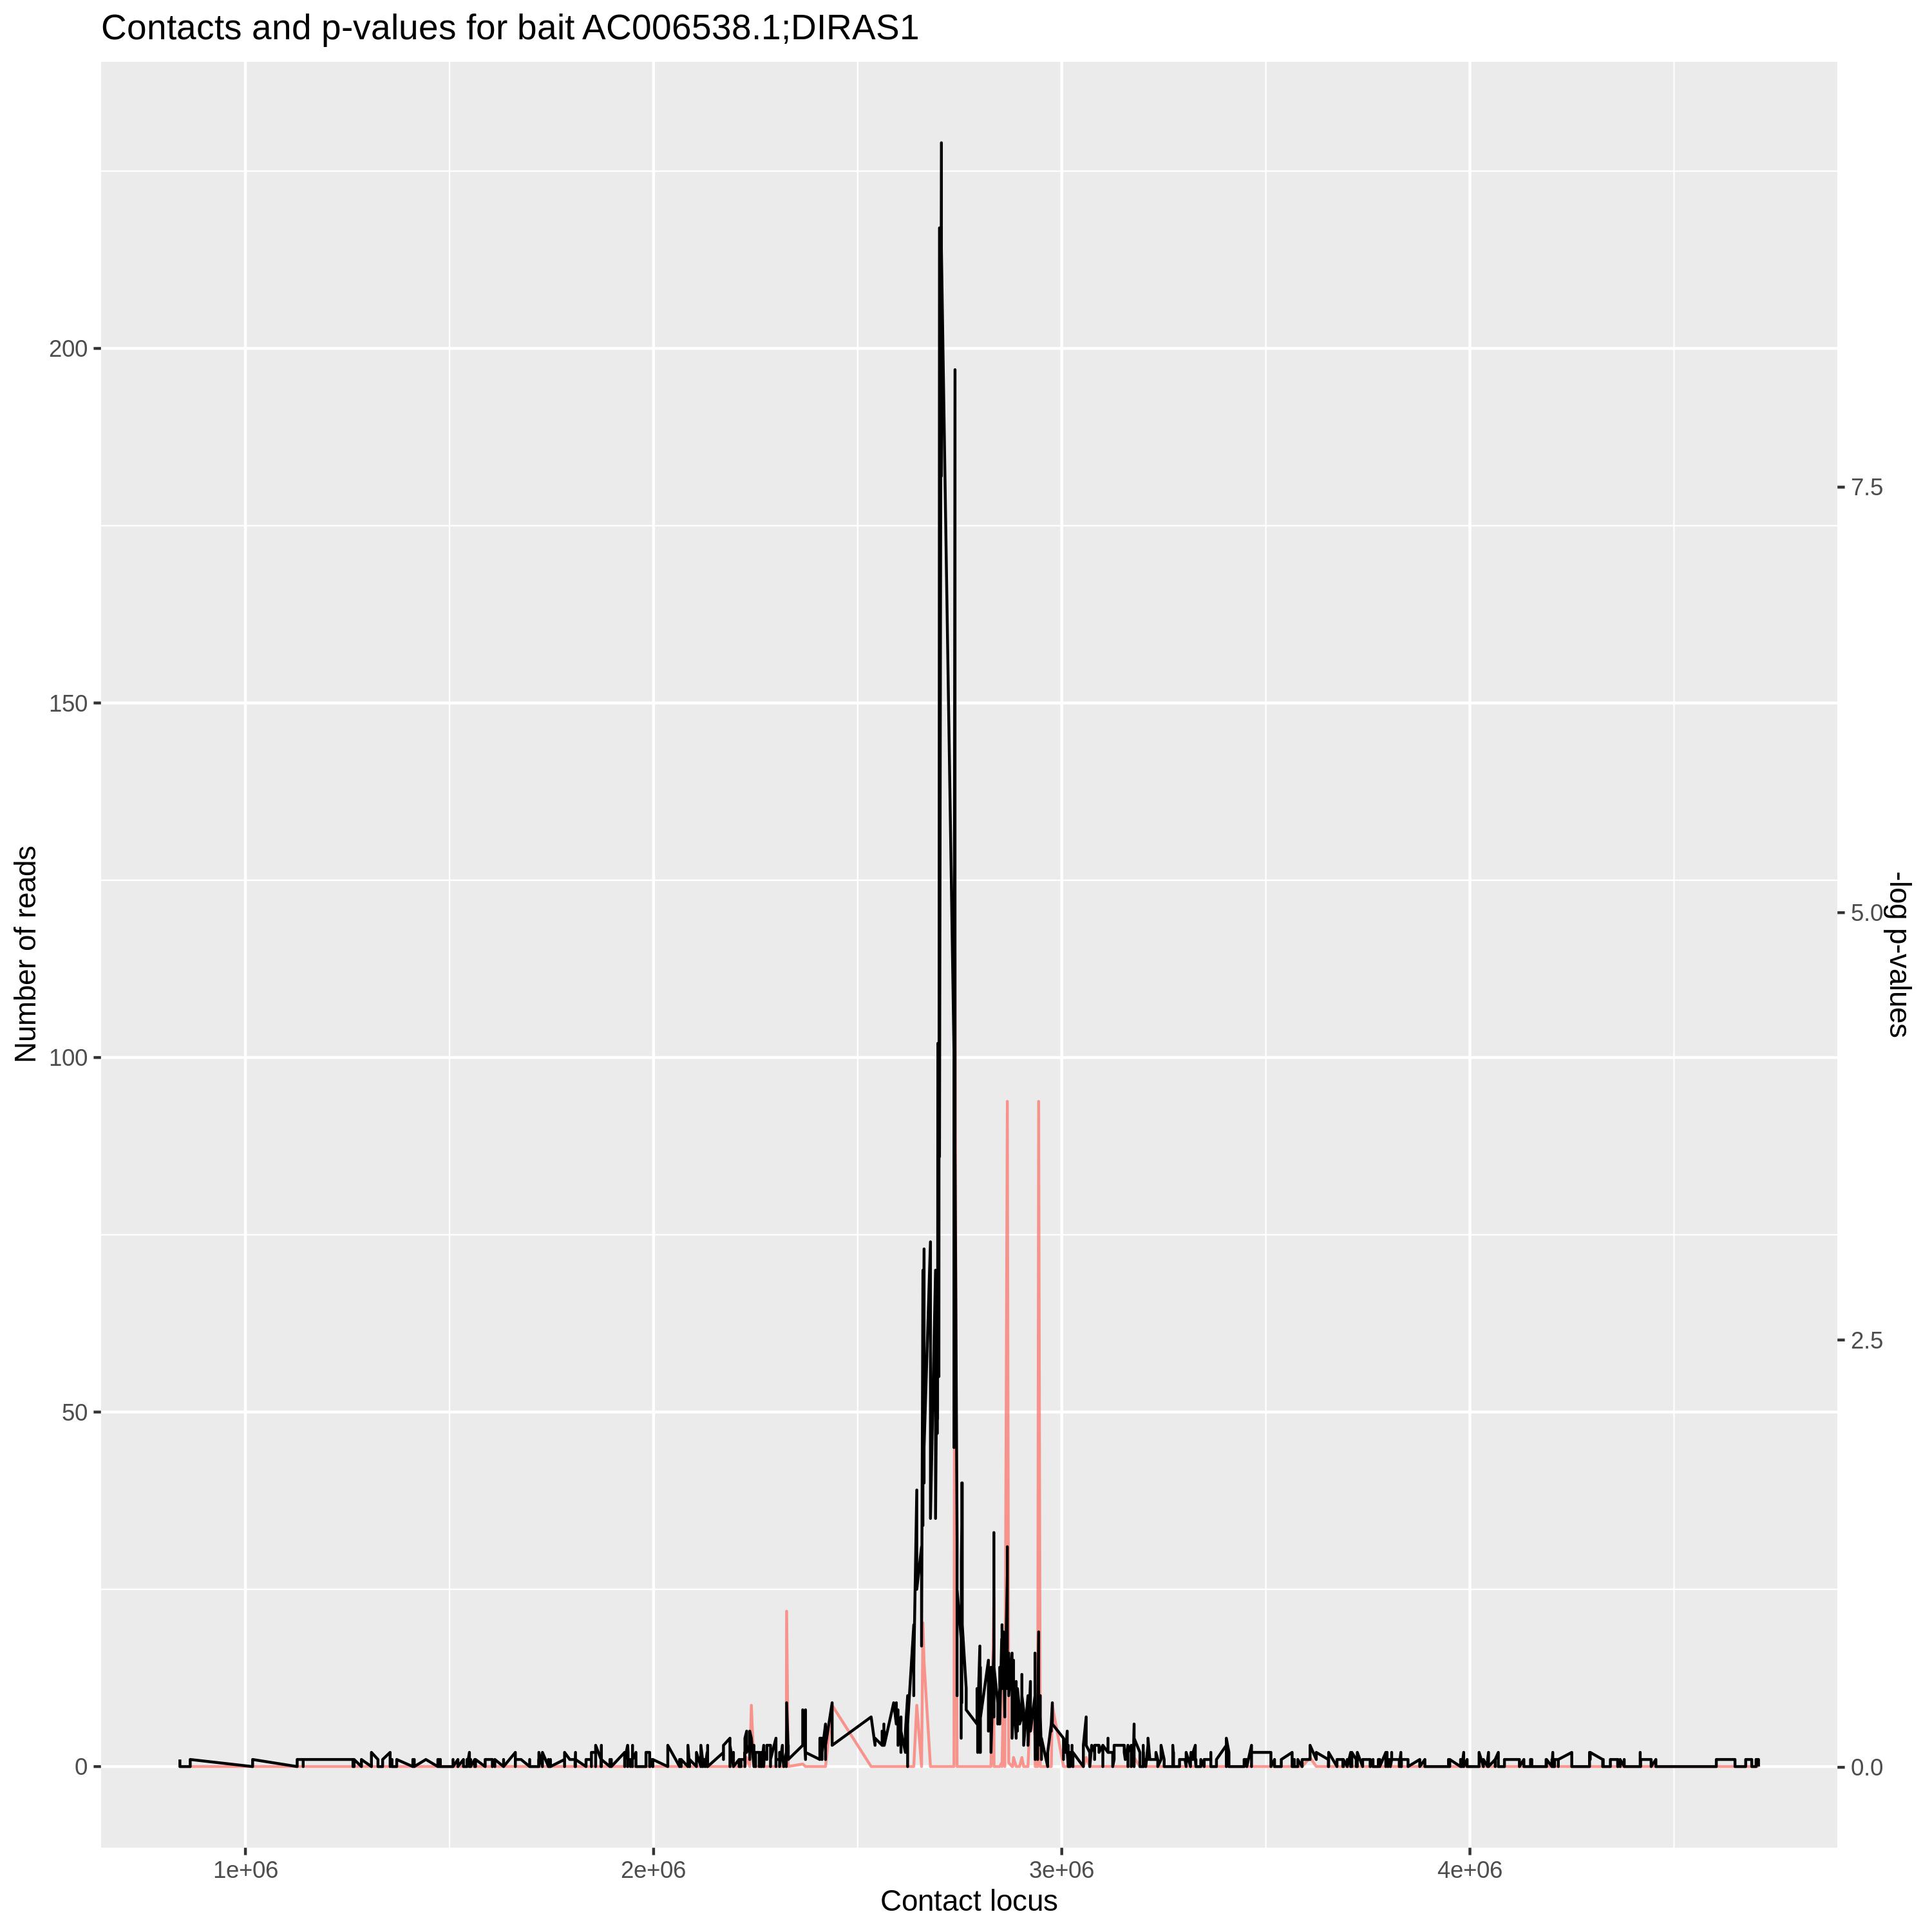 Contacts and p-values for bait AC006538.1;DIRAS1
Number of reads
200
150
100
50
0
7.5
5.0
2.5
0.0
-log p-values
1e+06
2e+06
3e+06
4e+06
Contact locus